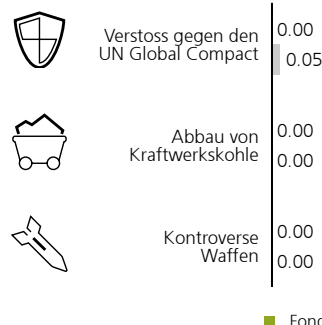 Verstoss gegen den
UN Global Compact
0.00
0.05
Abbau von
Kraftwerkskohle
0.00
0.00
Kontroverse
Waffen
0.00
0.00